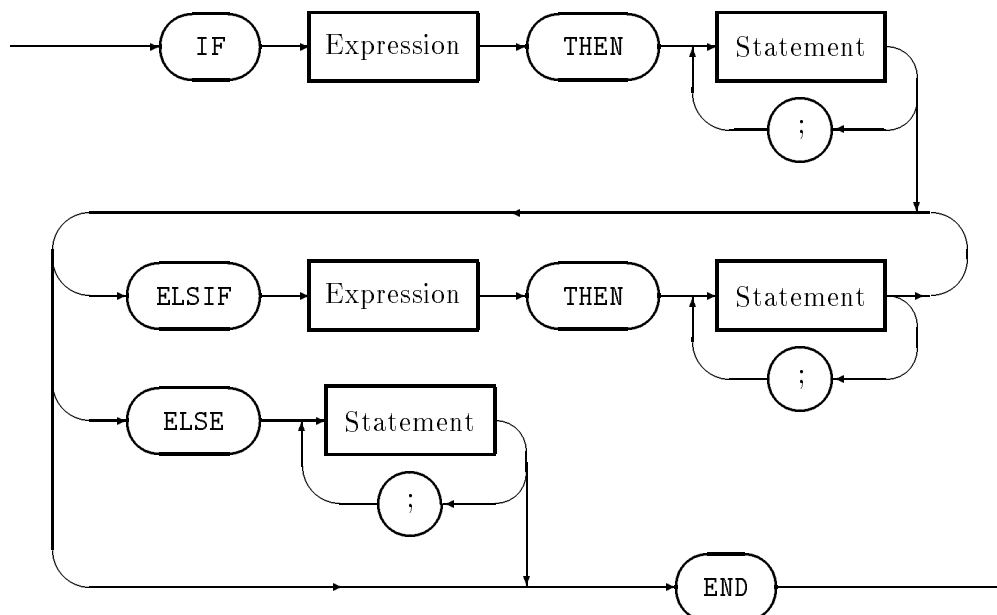 IF Expression THEN Statement
;
ELSIF Expression THEN Statement
;
ELSE Statement
;
END